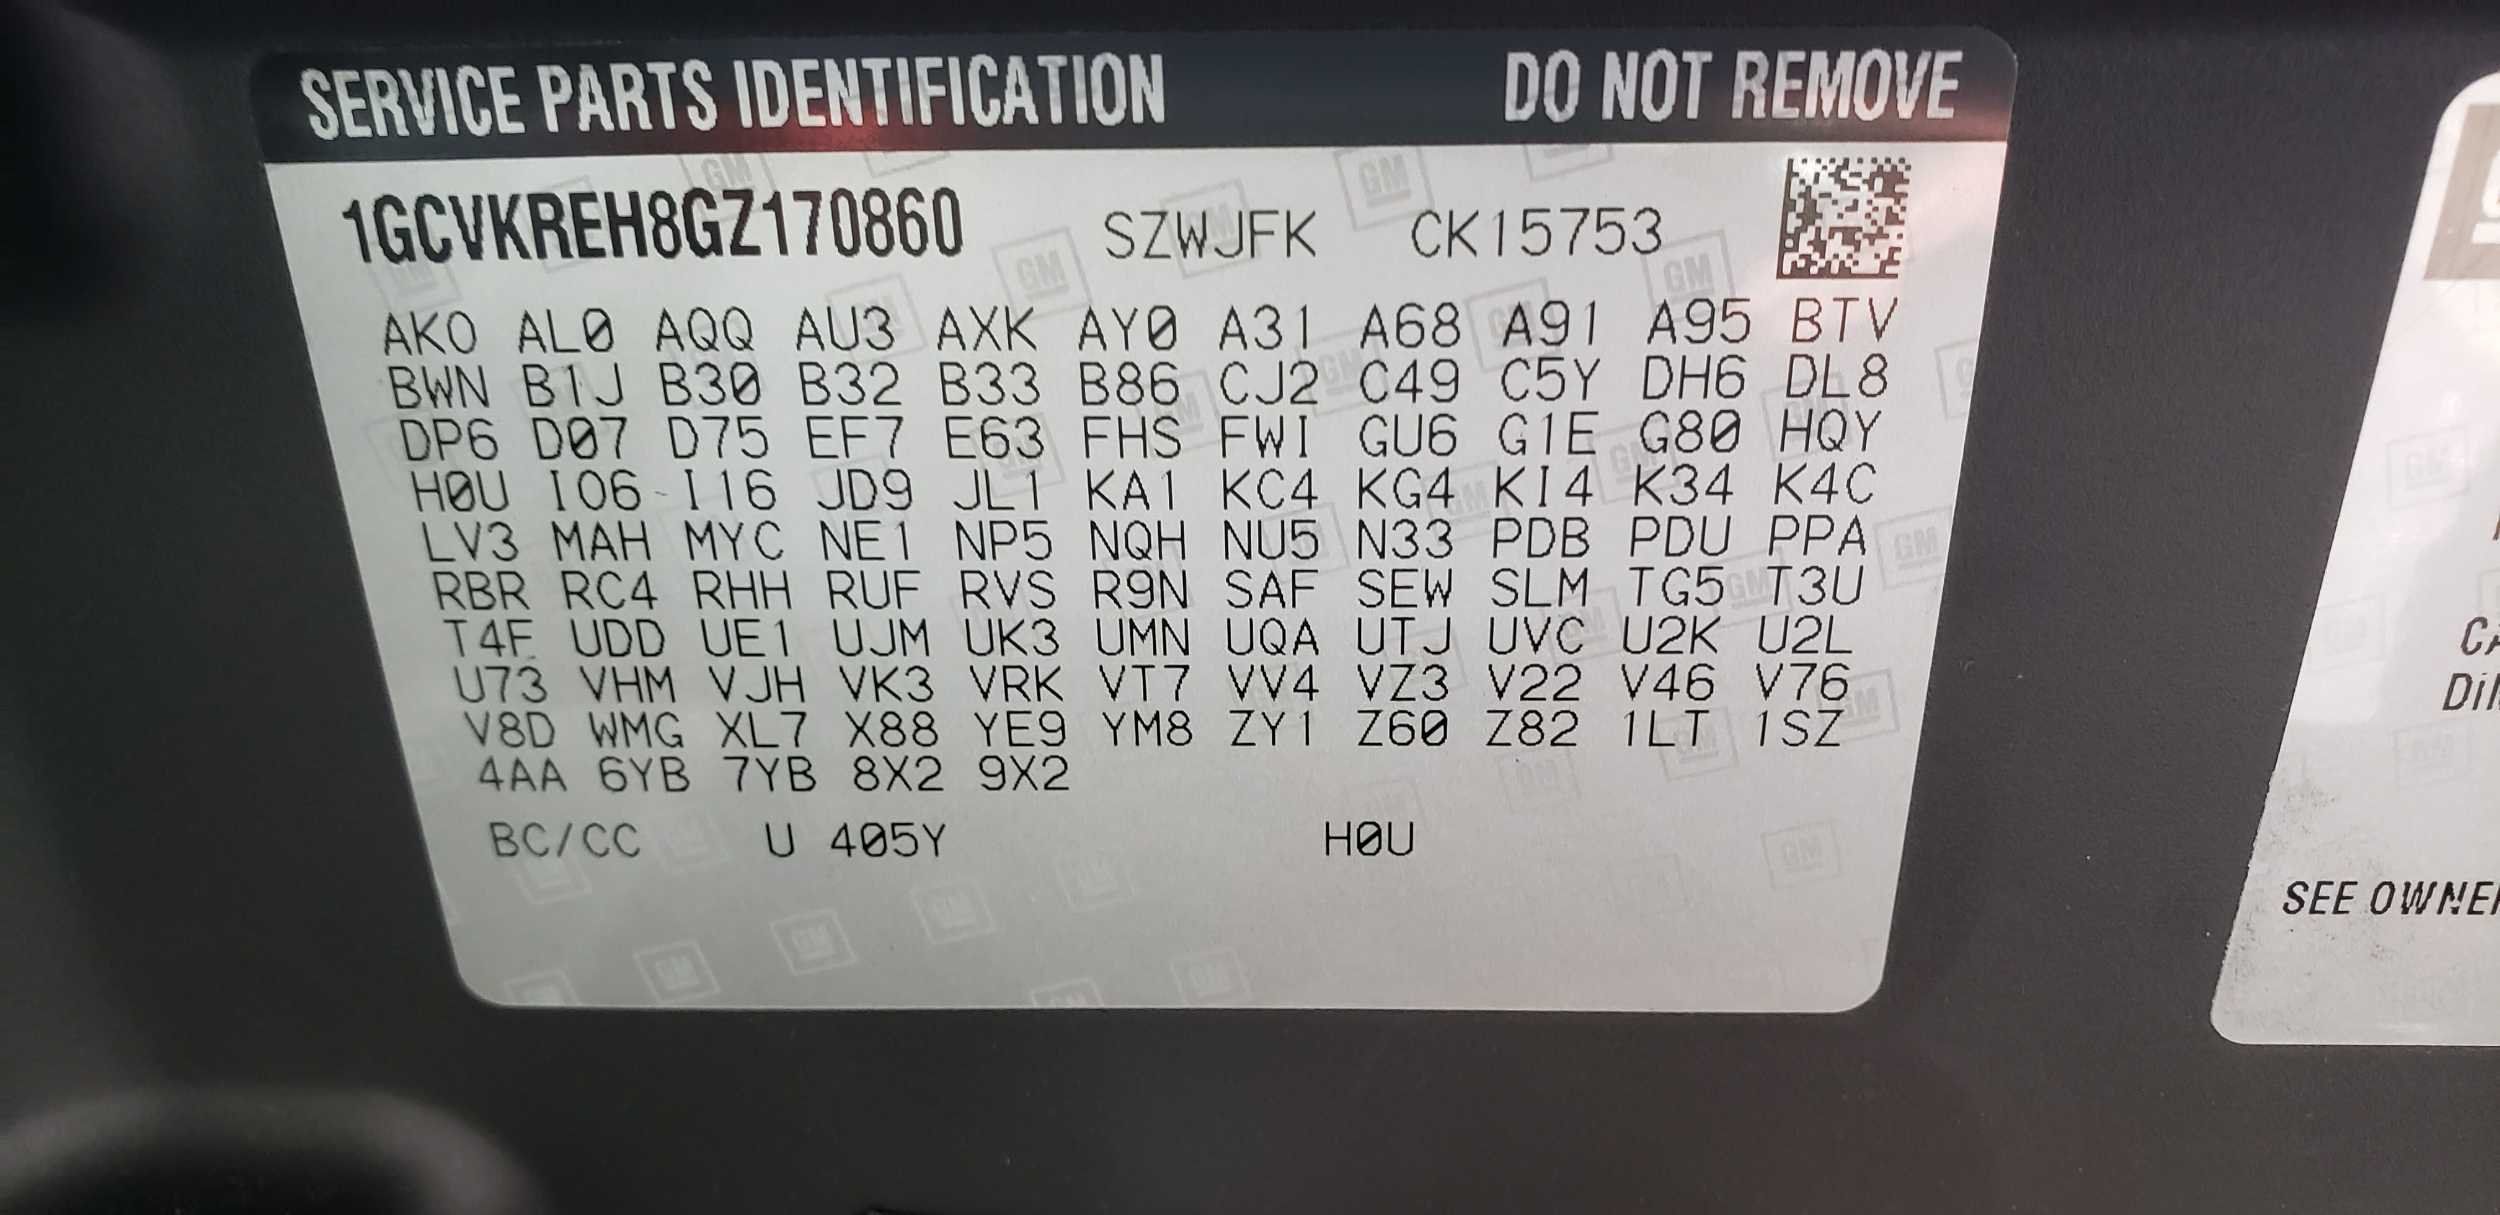 SERVICE PARTS IDENTIFICATION DO NOT REMOVE
1GCVKREH8GZ170860 SZWJFK CK15753
AKO AL0 AQQ AU3 AXK AY0 A31 A68 A91 A95 BTV
BWN B1J B30 B32 B33 B86 CJ2 C49 C5Y DH6 DL8
DP6 D07 D75 EF7 E63 FHS FWI GU6 G1E G80 HQY
H0U IO6 I16 JD9 JL1 KA1 KC4 KG4 KI4 K34 K4C
LV3 MAH MYC NE1 NP5 NQH NU5 N33 PDB PDU PPA
RBR RC4 RHH RUF RVS R9N SAF SEW SLM TG5 T3U
T4F UDD UE1 UJM UK3 UMN UQA UTJ UVC U2K U2L
U73 VHM VJH VK3 VRK VT7 VV4 VZ3 V22 V46 V76
V8D WMG XL7 X88 YE9 YM8 ZY1 Z60 Z82 1LT 1SZ
4AA 6YB 7YB 8X2 9X2
BC/CC U 405Y H0U
SEE